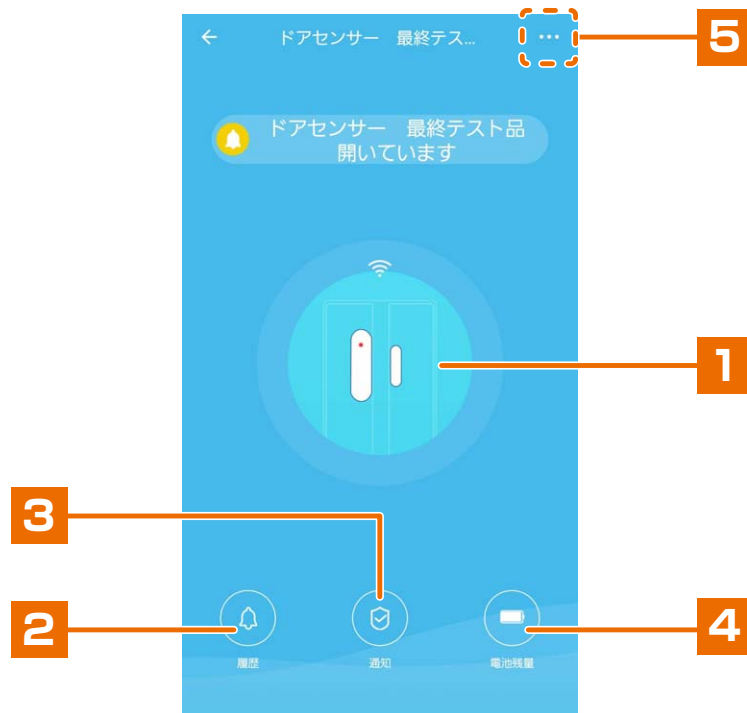 ドアセンサー　最終テス...
5
ドアセンサー　最終テスト品
開いています
1
3
2
4
履歴
通知
電池残量